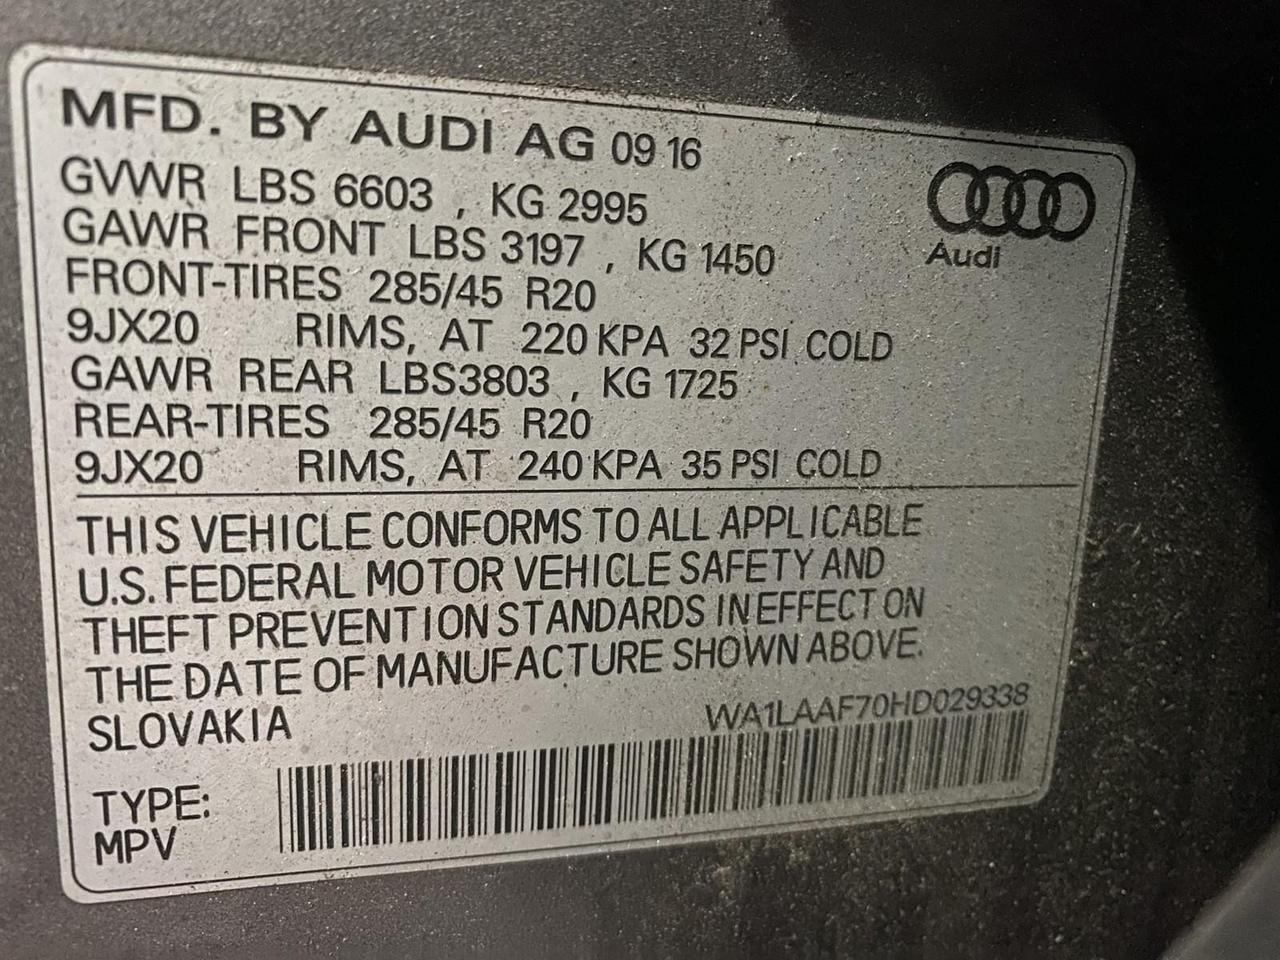 MFD. BY AUDI AG 09 16
GVWR LBS 6603 , KG 2995
GAWR FRONT LBS 3197 , KG 1450
Audi
FRONT-TIRES 285/45 R20
9JX20 RIMS, AT 220 KPA 32 PSI COLD
GAWR REAR LBS3803 , KG 1725
REAR-TIRES 285/45 R20
9JX20 RIMS, AT 240 KPA 35 PSI COLD
THIS VEHICLE CONFORMS TO ALL APPLICABLE
U.S. FEDERAL MOTOR VEHICLE SAFETY AND
THEFT PREVENTION STANDARDS IN EFFECT ON
THE DATE OF MANUFACTURE SHOWN ABOVE.
SLOVAKIA WA1LAAF70HD029338
TYPE:
MPV